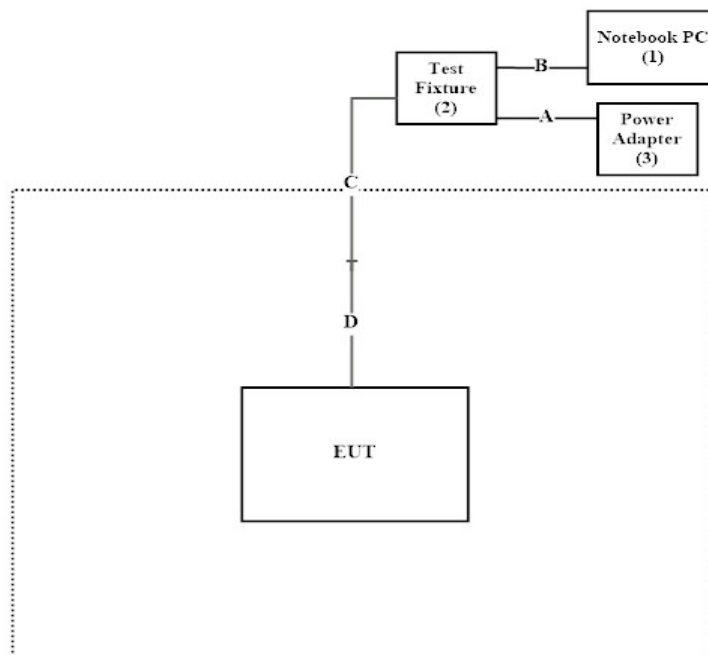 Notebook PC
(1)
Test
Fixture
(2)
B
A
Power
Adapter
(3)
C
T
D
EUT